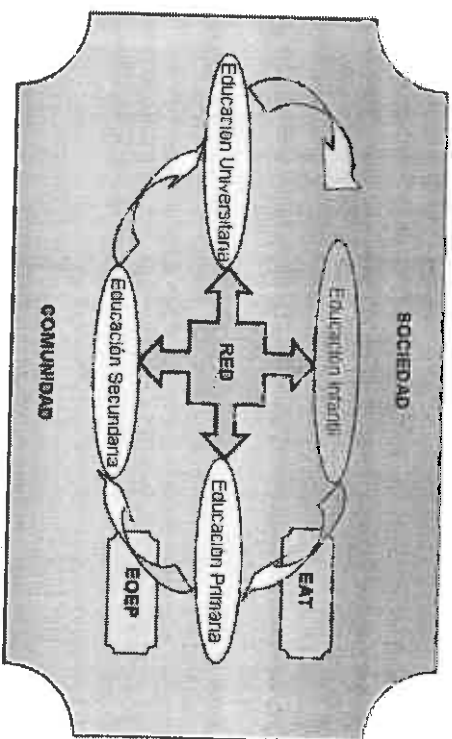 SOCIEDAD
Educación Infantil
EAT
Educación Universitaria
RED
Educación Primaria
EOEP
Educación Secundaria
COMUNIDAD